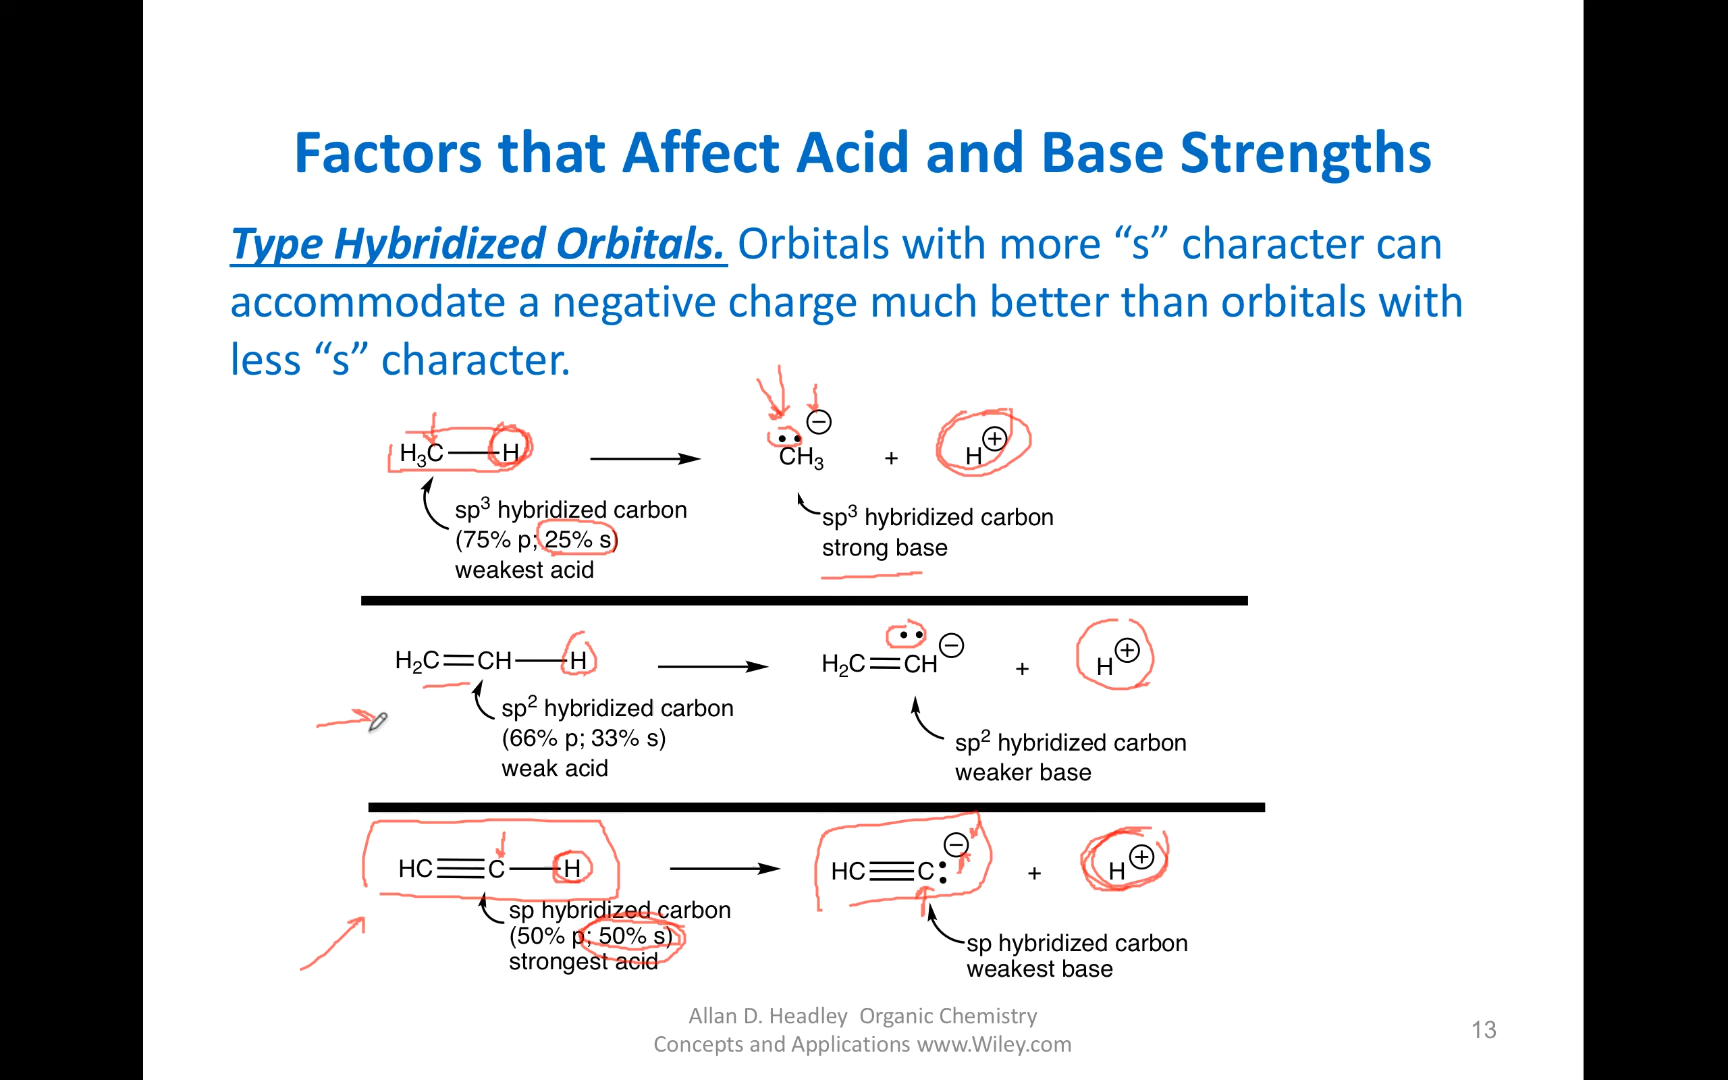 Factors that Affect Acid and Base Strengths
Type Hybridized Orbitals. Orbitals with more “s” character can
accommodate a negative charge much better than orbitals with
less “s” character.
H₃C—H → CH₃ ⊖ + H ⊕
sp³ hybridized carbon
(75% p; 25% s)
weakest acid
sp³ hybridized carbon
strong base
H₂C=CH—H → H₂C=CH ⊖ + H ⊕
sp² hybridized carbon
(66% p; 33% s)
weak acid
sp² hybridized carbon
weaker base
HC≡C—H → HC≡C: ⊖ + H ⊕
sp hybridized carbon
(50% p; 50% s)
strongest acid
sp hybridized carbon
weakest base
Allan D. Headley Organic Chemistry
Concepts and Applications www.Wiley.com
13